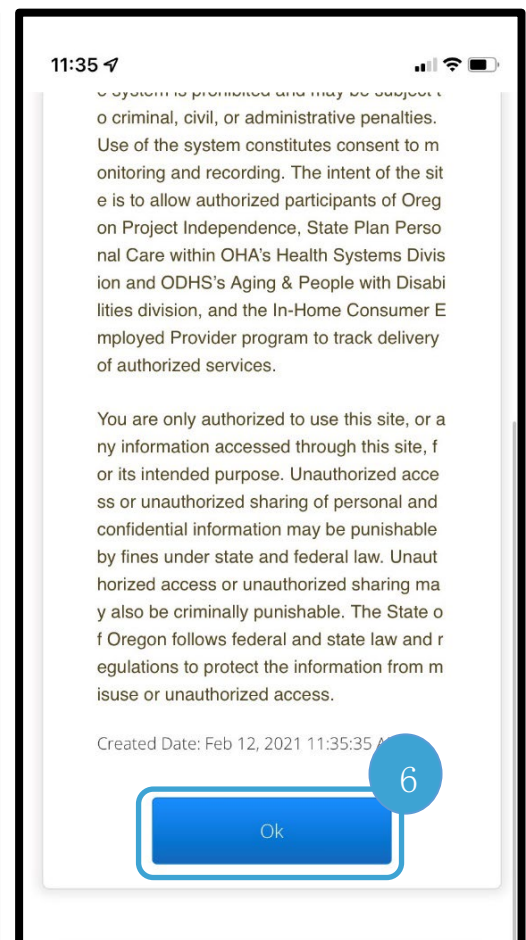 11:35
e system is prohibited and may be subject t
o criminal, civil, or administrative penalties.
Use of the system constitutes consent to m
onitoring and recording. The intent of the sit
e is to allow authorized participants of Oreg
on Project Independence, State Plan Perso
nal Care within OHA's Health Systems Divis
ion and ODHS's Aging & People with Disabi
lities division, and the In-Home Consumer E
mployed Provider program to track delivery
of authorized services.
You are only authorized to use this site, or a
ny information accessed through this site, f
or its intended purpose. Unauthorized acce
ss or unauthorized sharing of personal and
confidential information may be punishable
by fines under state and federal law. Unaut
horized access or unauthorized sharing ma
y also be criminally punishable. The State o
f Oregon follows federal and state law and r
egulations to protect the information from m
isuse or unauthorized access.
Created Date: Feb 12, 2021 11:35:35
6
Ok